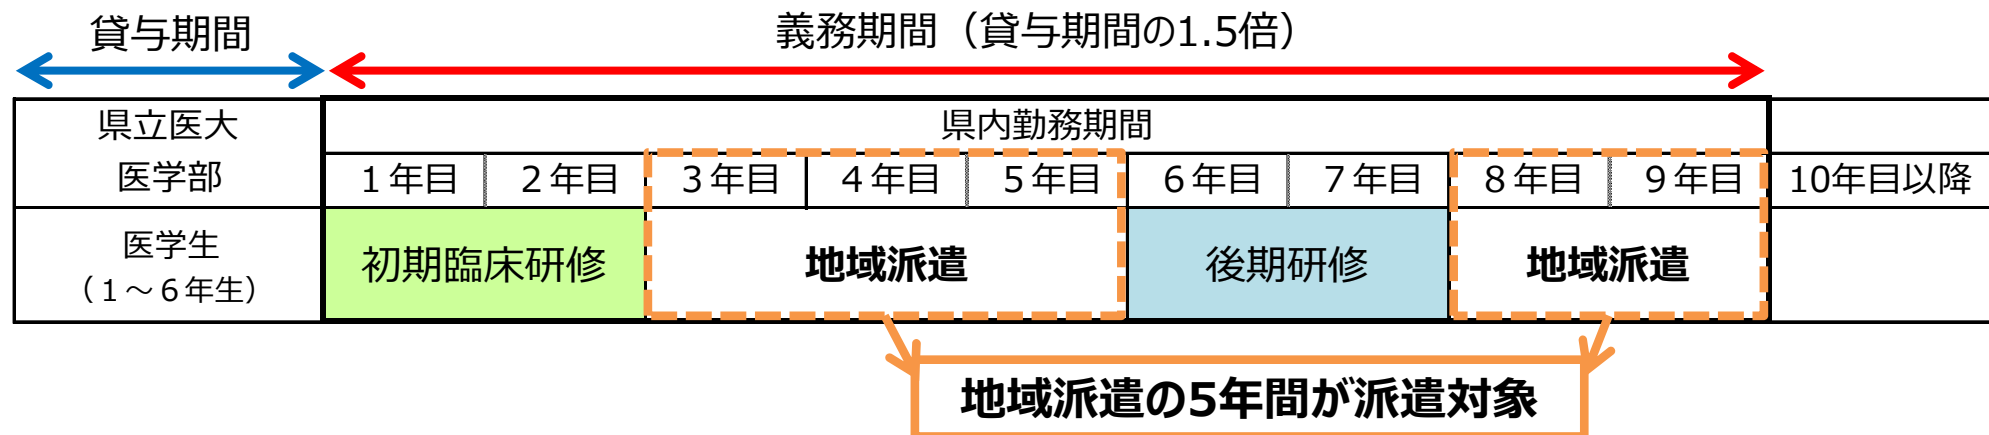 貸与期間
義務期間（貸与期間の1.5倍）
県立医大
医学部
県内勤務期間
１年目 ２年目 ３年目 ４年目 ５年目 ６年目 ７年目 ８年目 ９年目 10年目以降
医学生
（１～６年生）
初期臨床研修 地域派遣 後期研修 地域派遣
地域派遣の5年間が派遣対象